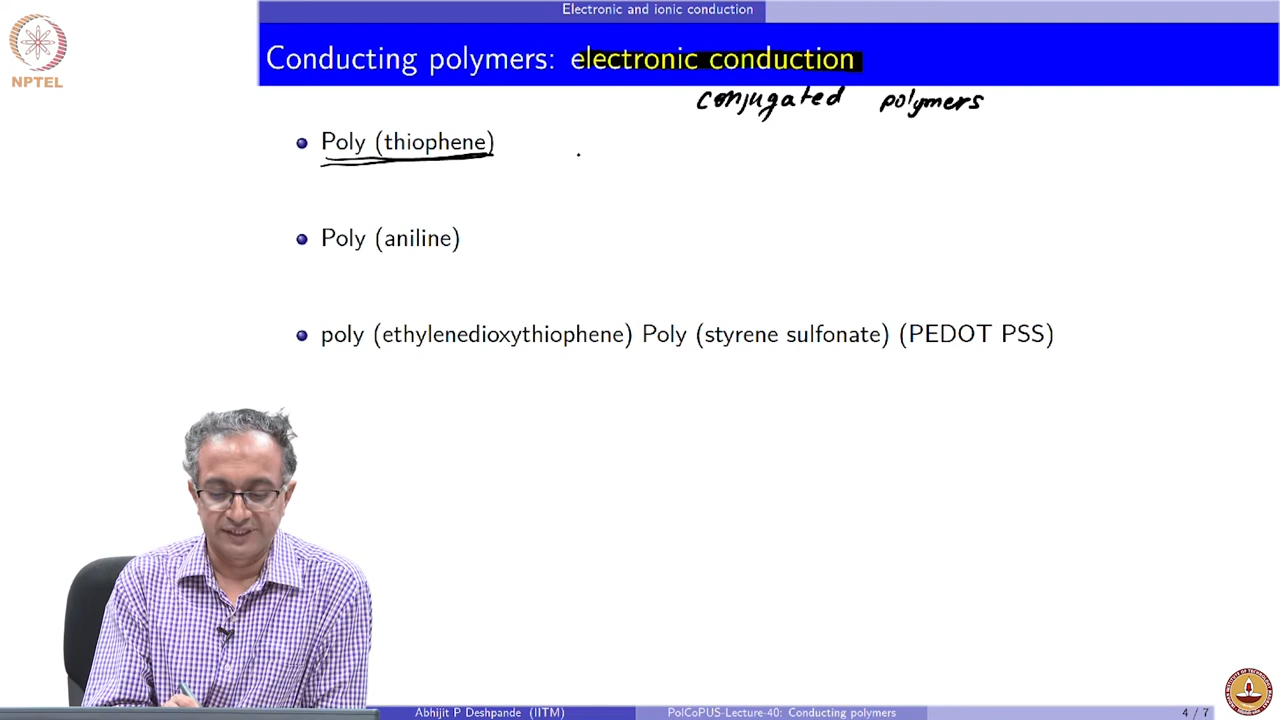 Electronic and ionic conduction
NPTEL
Conducting polymers: electronic conduction
conjugated polymers
Poly (thiophene)
Poly (aniline)
poly (ethylenedioxythiophene) Poly (styrene sulfonate) (PEDOT PSS)
Abhijit P Deshpande (IITM) PolCoPUS-Lecture-40: Conducting polymers 4 / 7